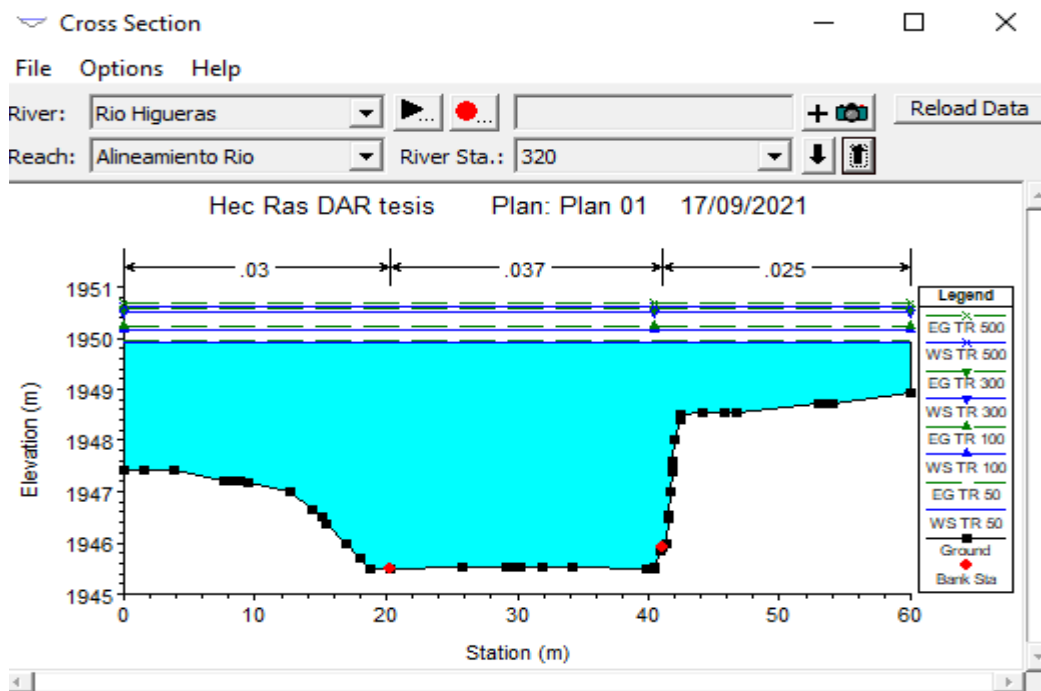 Cross Section
File Options Help
River: Rio Higueras ... ... + Reload Data
Reach: Alineamiento Rio River Sta.: 320
Hec Ras DAR tesis Plan: Plan 01 17/09/2021
.03 .037 .025
1951
1950
1949
1948
1947
1946
1945
Elevation (m)
0 10 20 30 40 50 60
Station (m)
Legend
EG TR 500
WS TR 500
EG TR 300
WS TR 300
EG TR 100
WS TR 100
EG TR 50
WS TR 50
Ground
Bank Sta